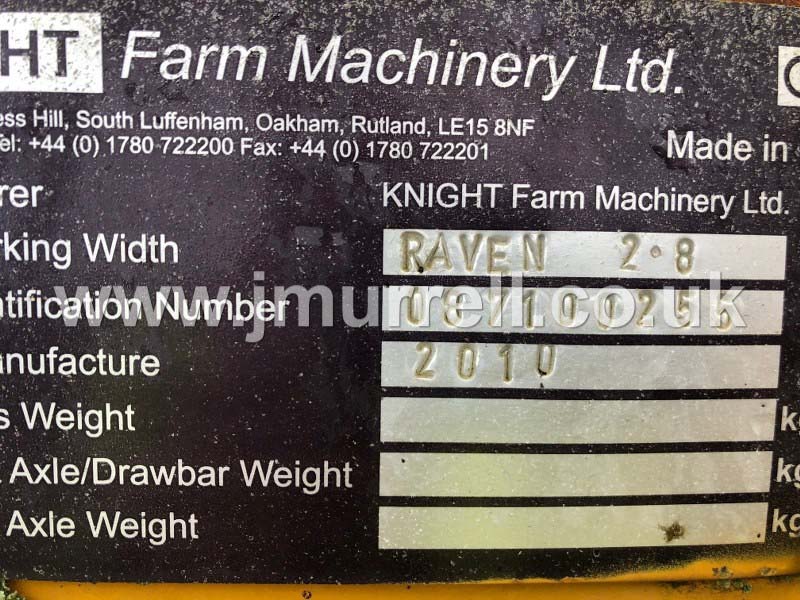 HT Farm Machinery Ltd.
ess Hill, South Luffenham, Oakham, Rutland, LE15 8NF
Tel: +44 (0) 1780 722200 Fax: +44 (0) 1780 722201
Made in
rer KNIGHT Farm Machinery Ltd.
rking Width RAVEN 2.8
ntification Number
www.jmurrell.co.uk
anufacture 2010
s Weight kg
Axle/Drawbar Weight kg
Axle Weight kg